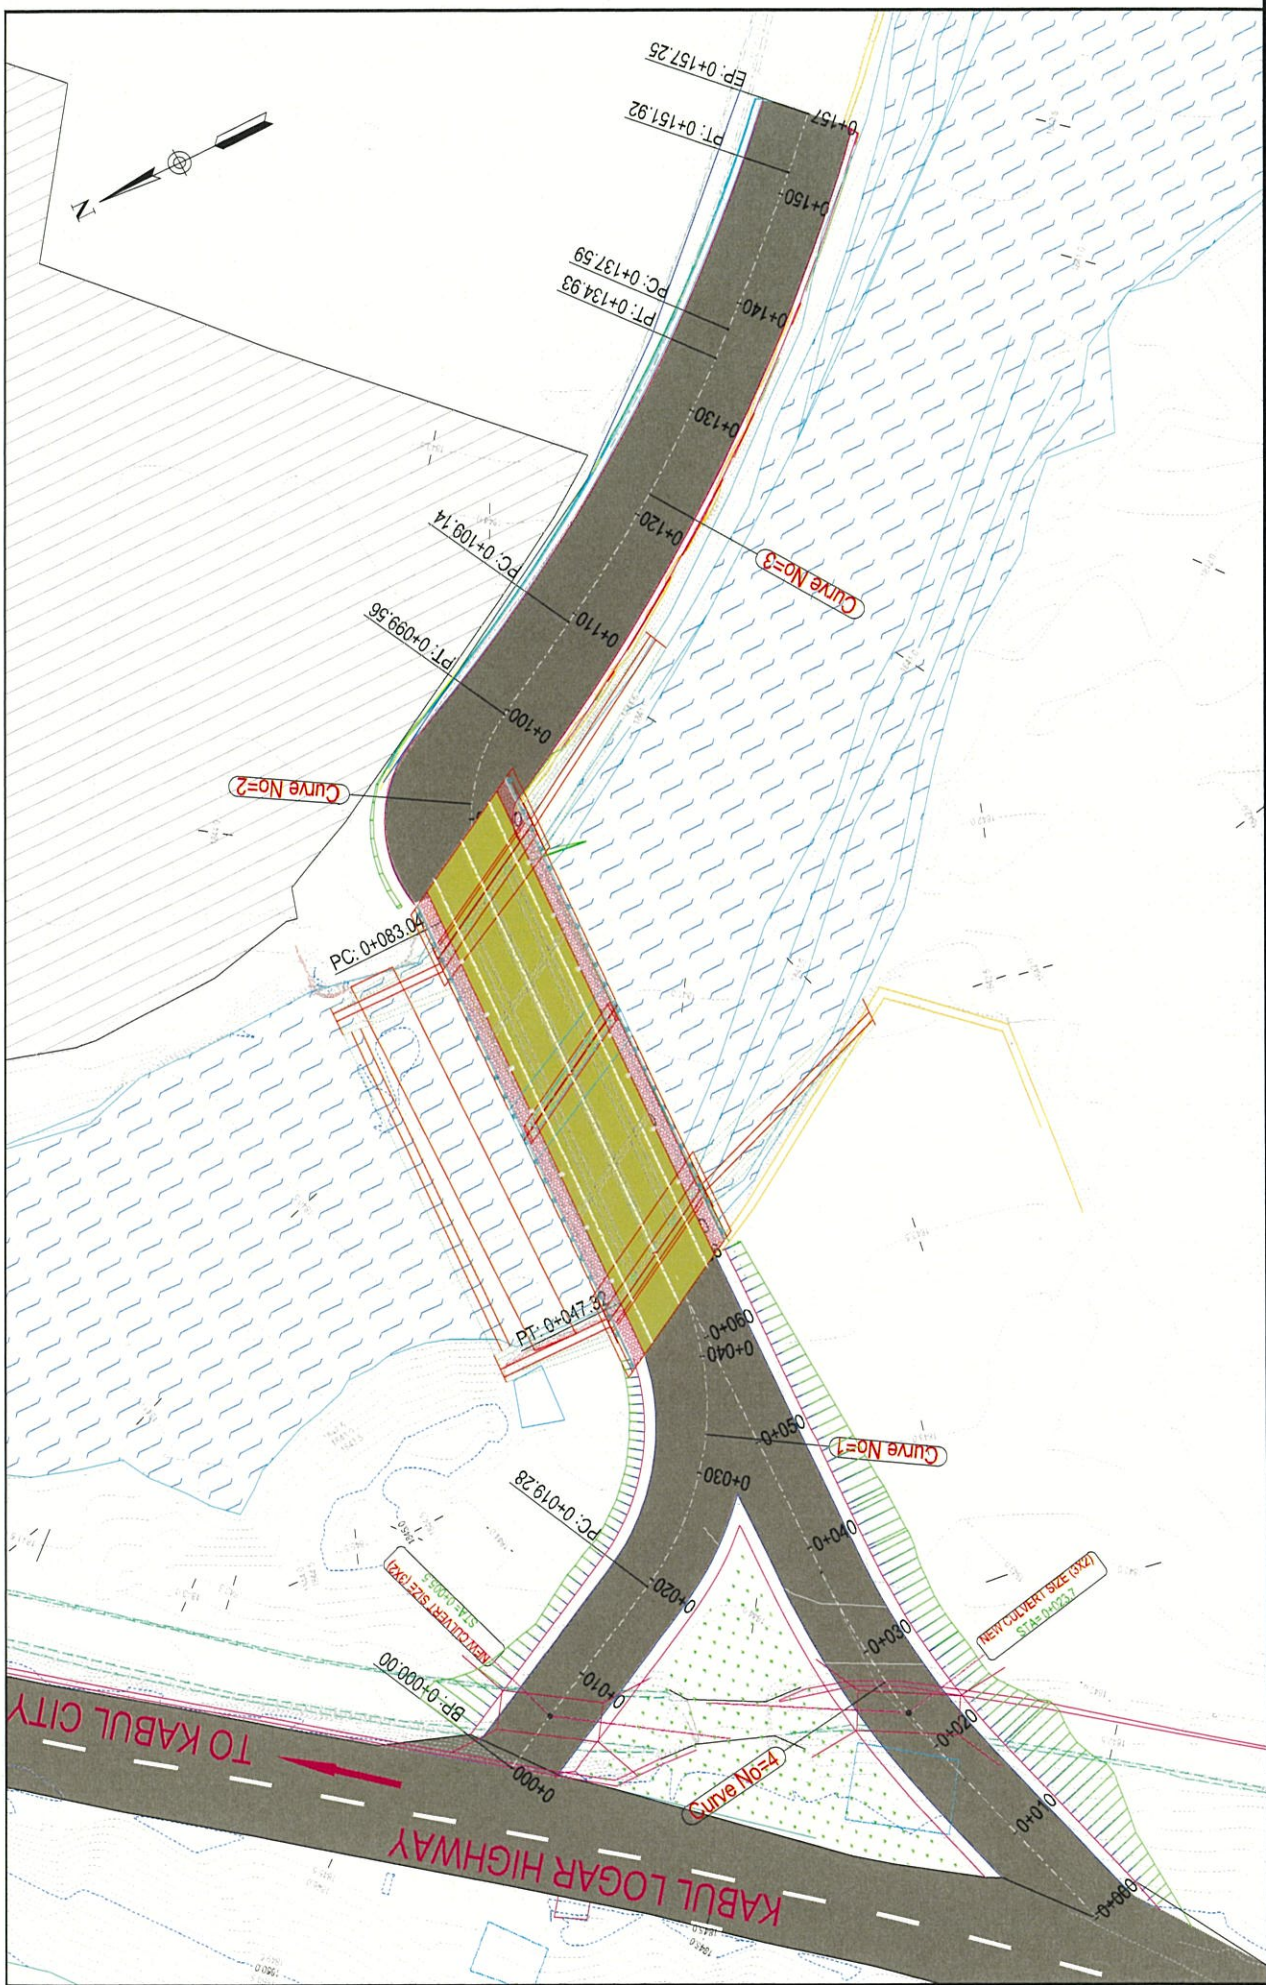 EP: 0+157.25
PT: 0+151.92
0+157
0+150
N
PC: 0+137.59
PT: 0+134.93
0+140
0+130
PC: 0+109.14
0+120
Curve No=3
PT: 0+099.56
0+110
0+100
Curve No=2
PC: 0+083.04
PT: 0+047.32
0+060
0+040
0+050
Curve No=1
0+030
PC: 0+019.28
0+040
NEW CULVERT SIZE (3X2)
0+020
NEW CULVERT SIZE (3X2)
STA= 0+023.7
0+030
BP: 0+000.00
0+010
0+020
TO KABUL CITY
0+000
Curve No=4
0+010
KABUL LOGAR HIGHWAY
0+000